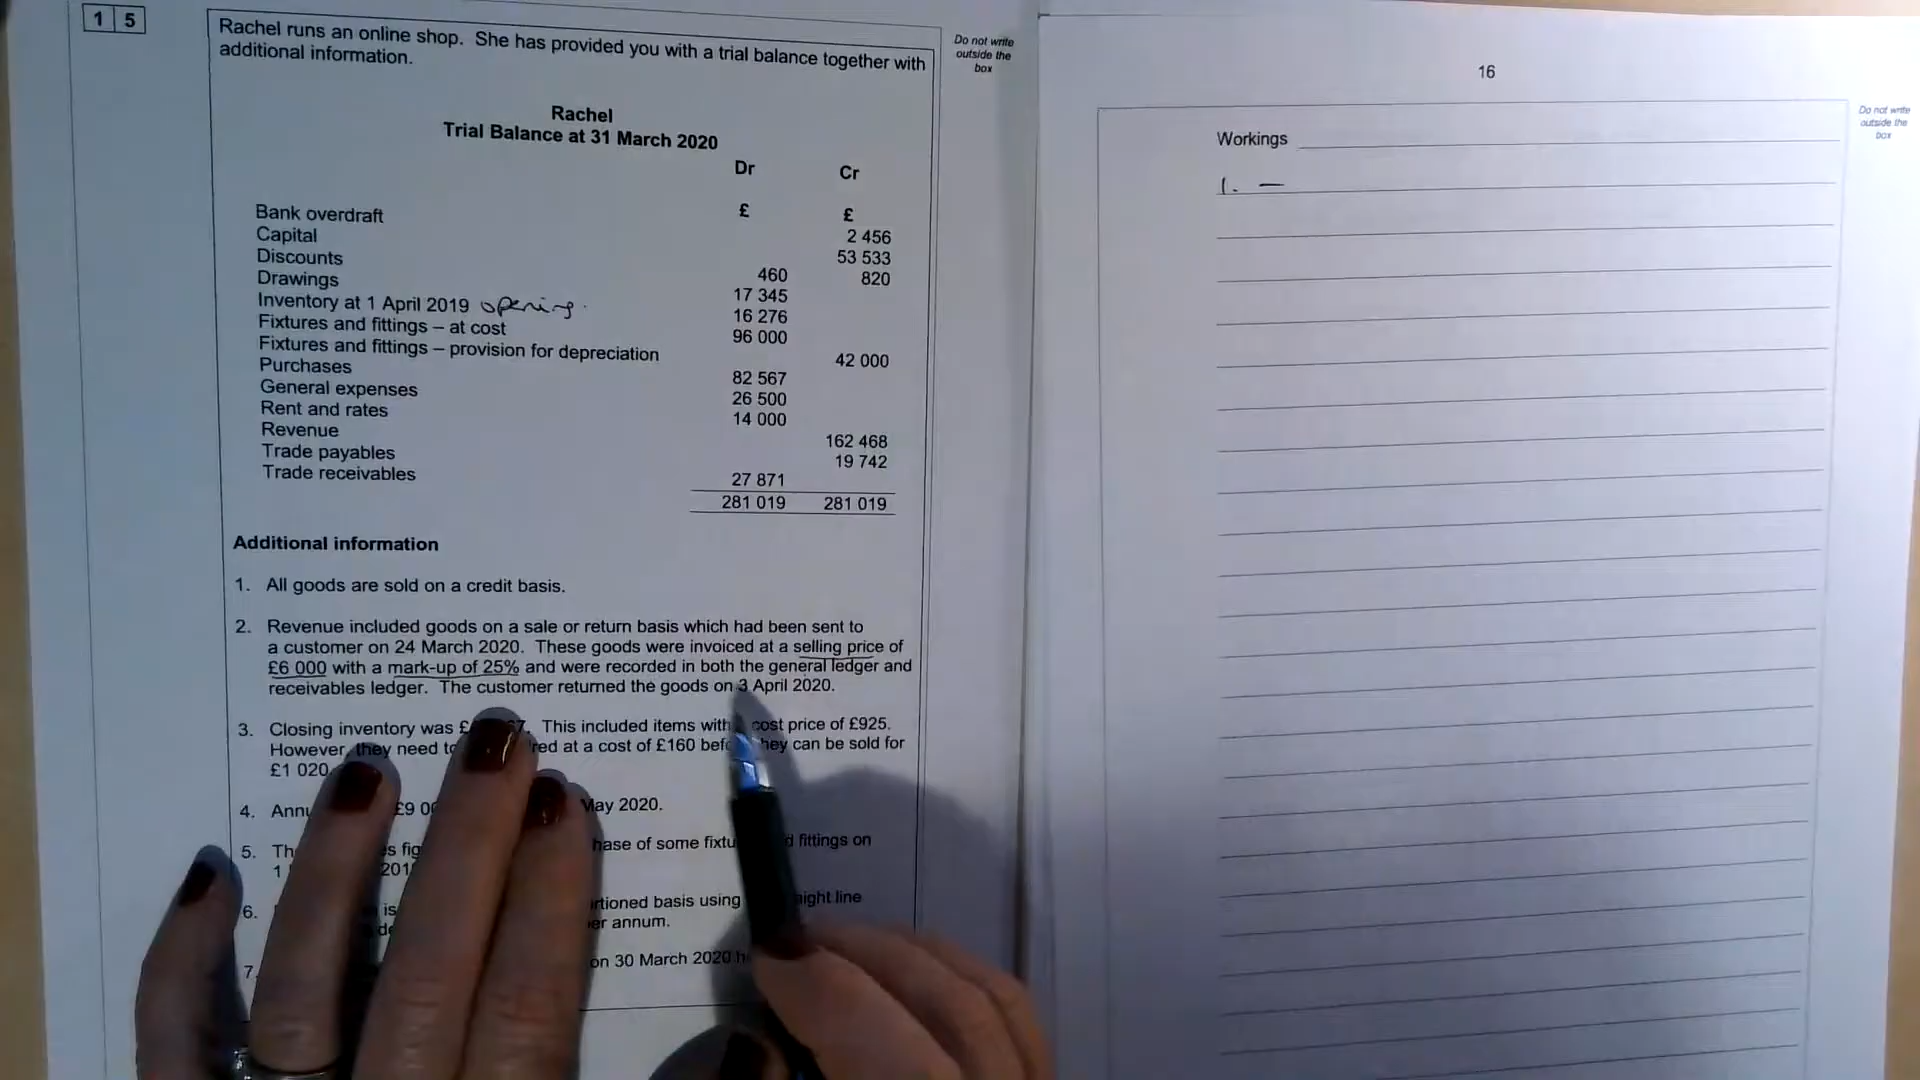 1 5
Rachel runs an online shop. She has provided you with a trial balance together with
additional information.
Do not write
outside the
box
Rachel
Trial Balance at 31 March 2020
Dr Cr
£ £
Bank overdraft 2 456
Capital 53 533
Discounts 460 820
Drawings 17 345
Inventory at 1 April 2019 opening. 16 276
Fixtures and fittings – at cost 96 000
Fixtures and fittings – provision for depreciation 42 000
Purchases 82 567
General expenses 26 500
Rent and rates 14 000
Revenue 162 468
Trade payables 19 742
Trade receivables 27 871
281 019 281 019
Additional information
1. All goods are sold on a credit basis.
2. Revenue included goods on a sale or return basis which had been sent to
a customer on 24 March 2020. These goods were invoiced at a selling price of
£6 000 with a mark-up of 25% and were recorded in both the general ledger and
receivables ledger. The customer returned the goods on 3 April 2020.
3. Closing inventory was This included items with cost price of £925.
However, they need at a cost of £160 they can be sold for
£1 020
4. May 2020.
5. of some fittings on
1
6. basis using line
annum.
7. on 30 March 2020
16
Do not write
outside the
box
Workings
1. —